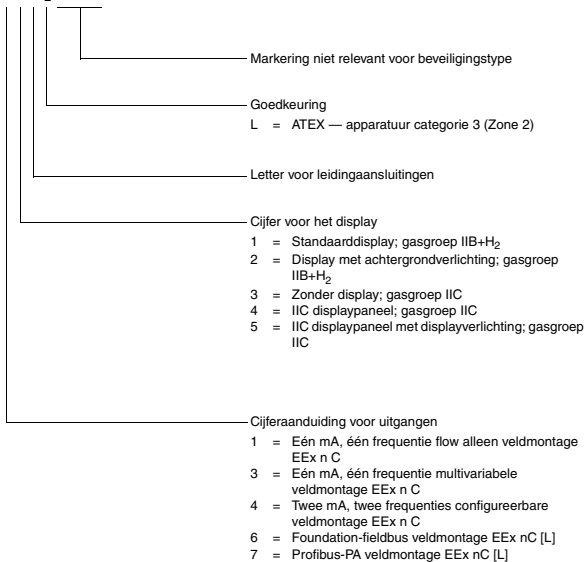 Markering niet relevant voor beveiligingstype
Goedkeuring
L = ATEX — apparatuur categorie 3 (Zone 2)
Letter voor leidingaansluitingen
Cijfer voor het display
1 = Standaarddisplay; gasgroep IIB+H2
2 = Display met achtergrondverlichting; gasgroep
IIB+H2
3 = Zonder display; gasgroep IIC
4 = IIC displaypaneel; gasgroep IIC
5 = IIC displaypaneel met displayverlichting; gasgroep
IIC
Cijferaanduiding voor uitgangen
1 = Eén mA, één frequentie flow alleen veldmontage
EEx n C
3 = Eén mA, één frequentie multivariabele
veldmontage EEx n C
4 = Twee mA, twee frequenties configureerbare
veldmontage EEx n C
6 = Foundation-fieldbus veldmontage EEx nC [L]
7 = Profibus-PA veldmontage EEx nC [L]